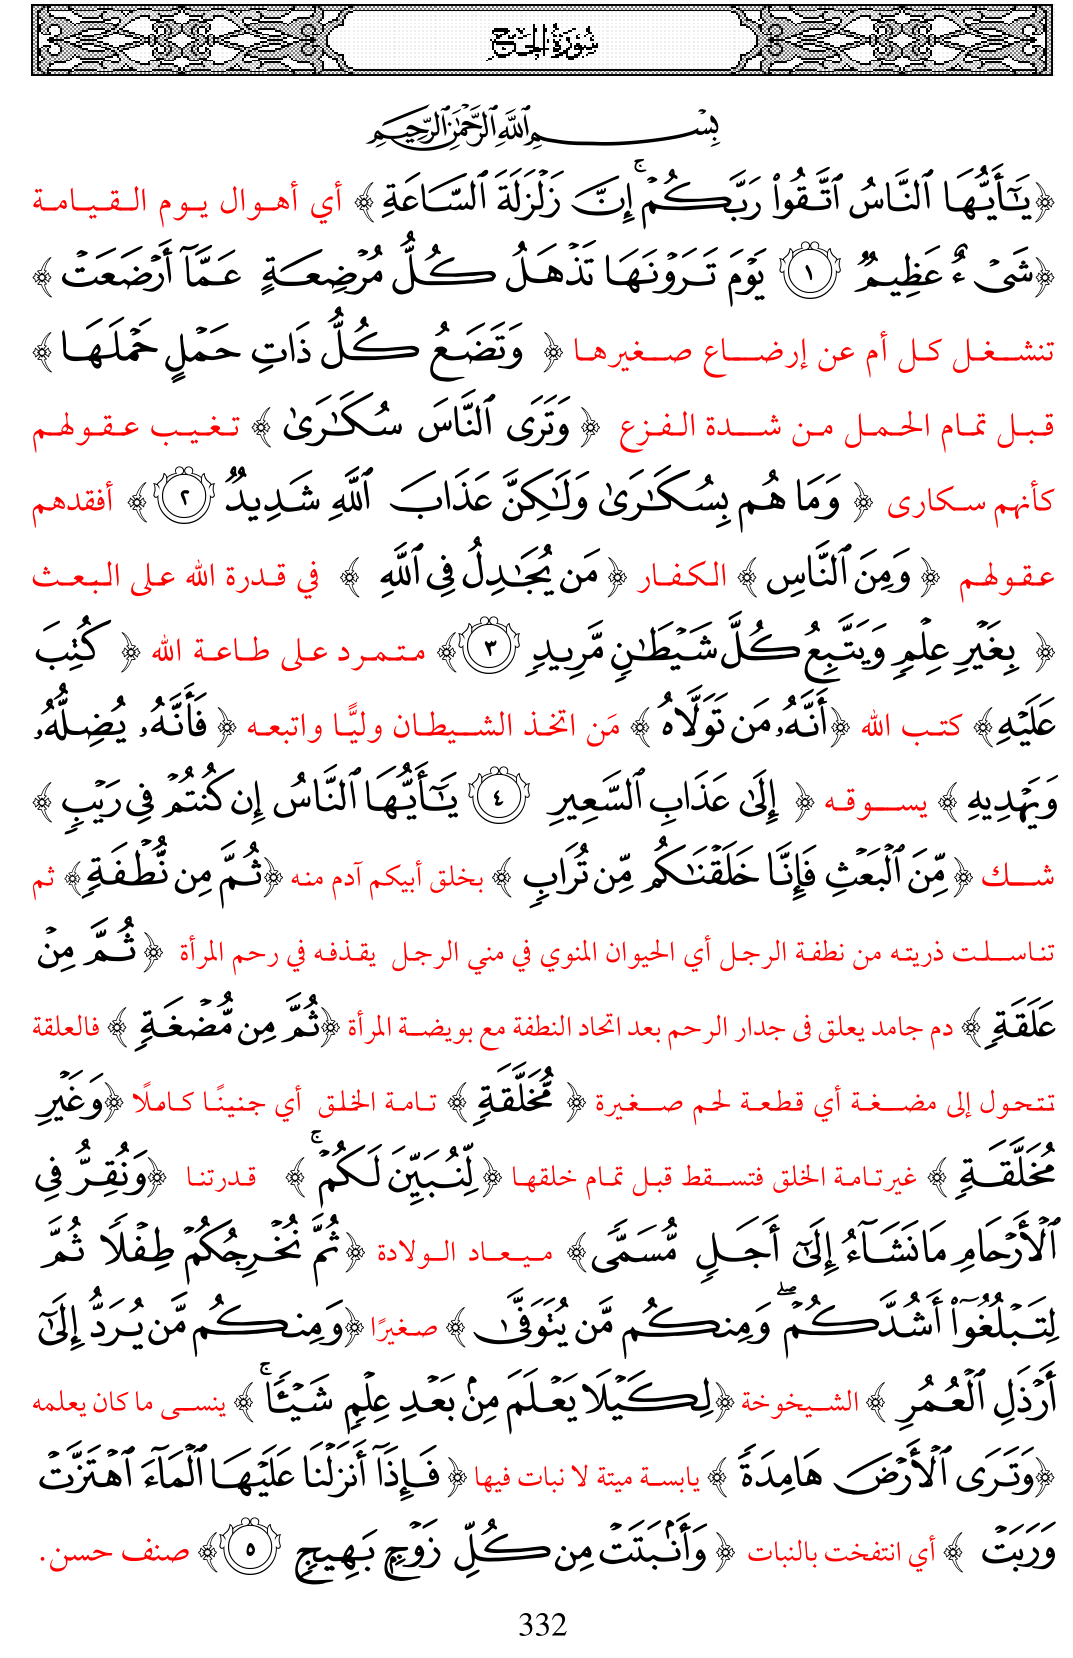 سُورَةُ الحَج
بِسْمِ ٱللَّهِ ٱلرَّحْمَٰنِ ٱلرَّحِيمِ
﴿يَٰٓأَيُّهَا ٱلنَّاسُ ٱتَّقُوا۟ رَبَّكُمْ ۚ إِنَّ زَلْزَلَةَ ٱلسَّاعَةِ ﴾ أي أهوال يوم القيامة
﴿شَىْءٌ عَظِيمٌ ١ يَوْمَ تَرَوْنَهَا تَذْهَلُ كُلُّ مُرْضِعَةٍ عَمَّآ أَرْضَعَتْ ﴾
تنشغل كل أم عن إرضاع صغيرها ﴿ وَتَضَعُ كُلُّ ذَاتِ حَمْلٍ حَمْلَهَا ﴾
قبل تمام الحمل من شدة الفزع ﴿ وَتَرَى ٱلنَّاسَ سُكَٰرَىٰ ﴾ تغيب عقولهم
كأنهم سكارى ﴿ وَمَا هُم بِسُكَٰرَىٰ وَلَٰكِنَّ عَذَابَ ٱللَّهِ شَدِيدٌ ٢ ﴾ أفقدهم
عقولهم ﴿ وَمِنَ ٱلنَّاسِ ﴾ الكفار ﴿ مَن يُجَٰدِلُ فِى ٱللَّهِ ﴾ في قدرة الله على البعث
﴿ بِغَيْرِ عِلْمٍ وَيَتَّبِعُ كُلَّ شَيْطَٰنٍ مَّرِيدٍ ٣ ﴾ متمرد على طاعة الله ﴿ كُتِبَ
عَلَيْهِ﴾ كتب الله ﴿أَنَّهُۥ مَن تَوَلَّاهُ ﴾ مَن اتخذ الشيطان وليًّا واتبعه ﴿ فَأَنَّهُۥ يُضِلُّهُۥ
وَيَهْدِيهِ ﴾ يسوقه ﴿ إِلَىٰ عَذَابِ ٱلسَّعِيرِ ٤ يَٰٓأَيُّهَا ٱلنَّاسُ إِن كُنتُمْ فِى رَيْبٍ ﴾
شك ﴿مِّنَ ٱلْبَعْثِ فَإِنَّا خَلَقْنَٰكُم مِّن تُرَابٍ ﴾ بخلق أبيكم آدم منه ﴿ثُمَّ مِن نُّطْفَةٍ ﴾ ثم
تناسلت ذريته من نطفة الرجل أي الحيوان المنوي في مني الرجل يقذفه في رحم المرأة ﴿ ثُمَّ مِنْ
عَلَقَةٍ ﴾ دم جامد يعلق فى جدار الرحم بعد اتحاد النطفة مع بويضة المرأة ﴿ثُمَّ مِن مُّضْغَةٍ ﴾ فالعلقة
تتحول إلى مضغة أي قطعة لحم صغيرة ﴿ مُّخَلَّقَةٍ ﴾ تامة الخلق أي جنينًا كاملًا ﴿وَغَيْرِ
مُخَلَّقَةٍ ﴾ غيرتامة الخلق فتسقط قبل تمام خلقها ﴿لِّنُبَيِّنَ لَكُمْ ۚ ﴾ قدرتنا ﴿وَنُقِرُّ فِى
ٱلْأَرْحَامِ مَا نَشَآءُ إِلَىٰٓ أَجَلٍ مُّسَمًّى ﴾ ميعاد الولادة ﴿ثُمَّ نُخْرِجُكُمْ طِفْلًا ثُمَّ
لِتَبْلُغُوٓا۟ أَشُدَّكُمْ ۖ وَمِنكُم مَّن يُتَوَفَّىٰ ﴾ صغيرًا ﴿وَمِنكُم مَّن يُرَدُّ إِلَىٰٓ
أَرْذَلِ ٱلْعُمُرِ ﴾ الشيخوخة ﴿لِكَيْلَا يَعْلَمَ مِنۢ بَعْدِ عِلْمٍ شَيْـًٔا ۚ ﴾ ينسى ما كان يعلمه
﴿وَتَرَى ٱلْأَرْضَ هَامِدَةً ﴾ يابسة ميتة لا نبات فيها ﴿ فَإِذَآ أَنزَلْنَا عَلَيْهَا ٱلْمَآءَ ٱهْتَزَّتْ
وَرَبَتْ ﴾ أي انتفخت بالنبات ﴿ وَأَنۢبَتَتْ مِن كُلِّ زَوْجٍۭ بَهِيجٍ ٥ ﴾ صنف حسن.
332